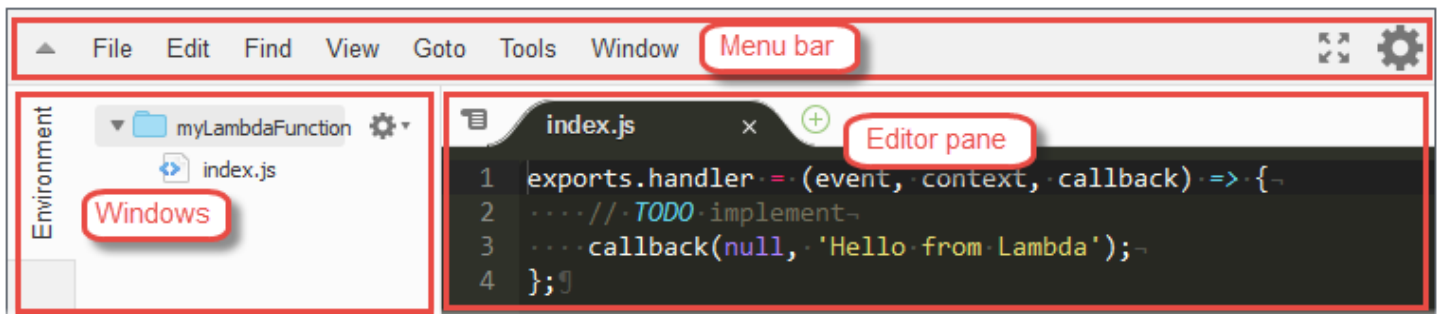 File Edit Find View Goto Tools Window Menu bar
Environment
myLambdaFunction
index.js
Windows
index.js ×
Editor pane
1 exports.handler = (event, context, callback) => {
2 // TODO implement
3 callback(null, 'Hello from Lambda');
4 };